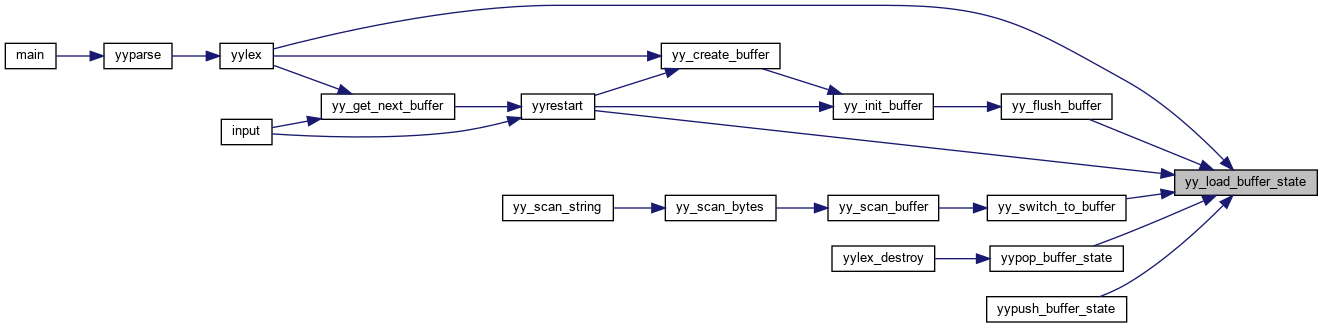 main
yyparse
yylex
yy_create_buffer
yy_get_next_buffer
yyrestart
yy_init_buffer
yy_flush_buffer
input
yy_load_buffer_state
yy_scan_string
yy_scan_bytes
yy_scan_buffer
yy_switch_to_buffer
yylex_destroy
yypop_buffer_state
yypush_buffer_state